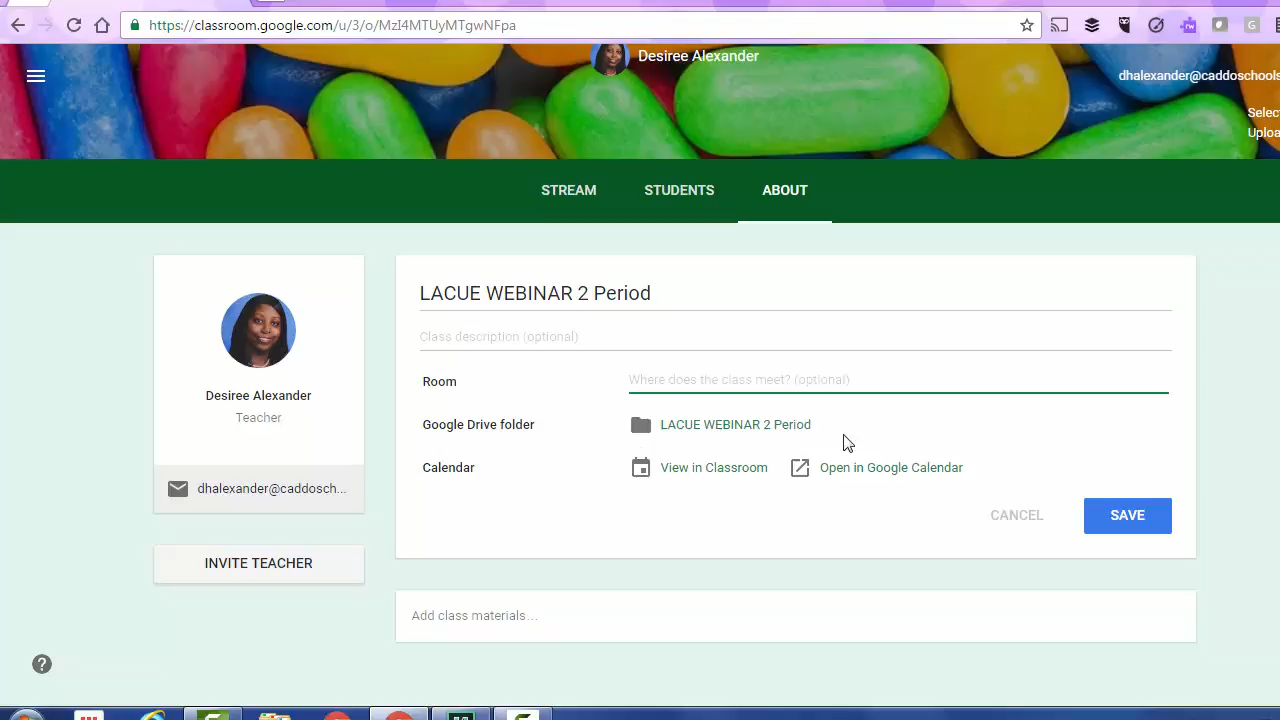 https://classroom.google.com/u/3/o/MzI4MTUyMTgwNFpa
Desiree Alexander
dhalexander@caddoschools
Selec
Uploa
STREAM
STUDENTS
ABOUT
LACUE WEBINAR 2 Period
Class description (optional)
Room
Where does the class meet? (optional)
Google Drive folder
LACUE WEBINAR 2 Period
Calendar
View in Classroom
Open in Google Calendar
CANCEL
SAVE
Desiree Alexander
Teacher
dhalexander@caddosch...
INVITE TEACHER
Add class materials...